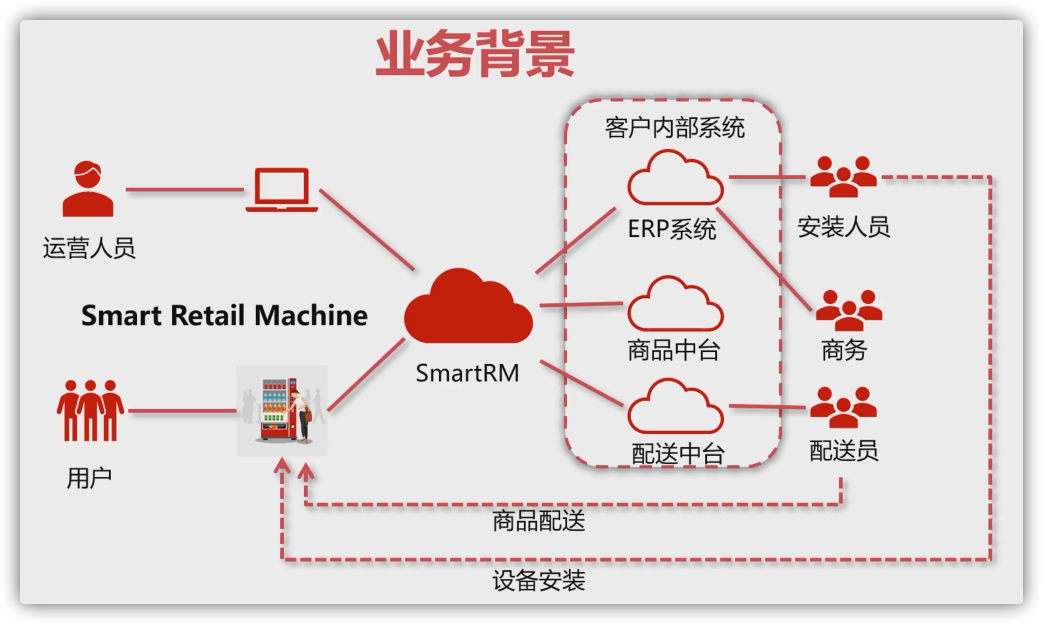 业务背景
客户内部系统
运营人员
ERP系统
安装人员
Smart Retail Machine
SmartRM
商品中台
商务
用户
配送中台
配送员
商品配送
设备安装